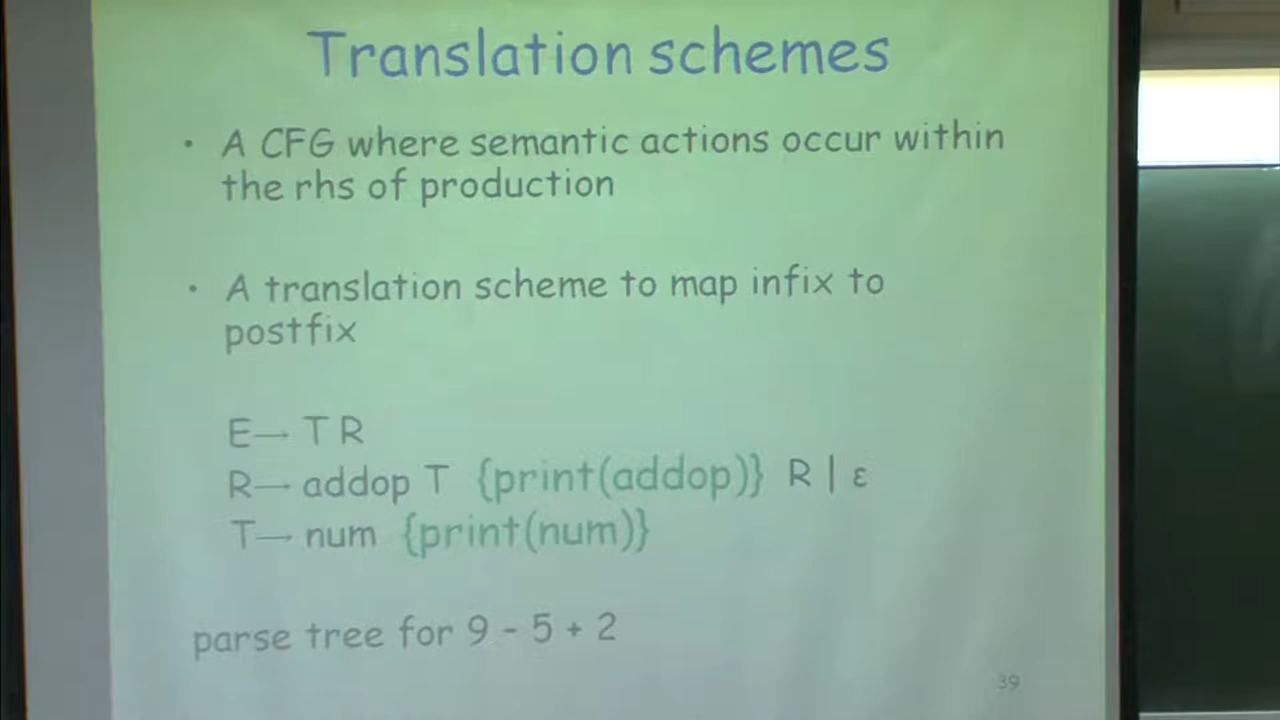 Translation schemes
• A CFG where semantic actions occur within
the rhs of production
• A translation scheme to map infix to
postfix
E→ T R
R→ addop T {print(addop)} R | ε
T→ num {print(num)}
parse tree for 9 - 5 + 2
39